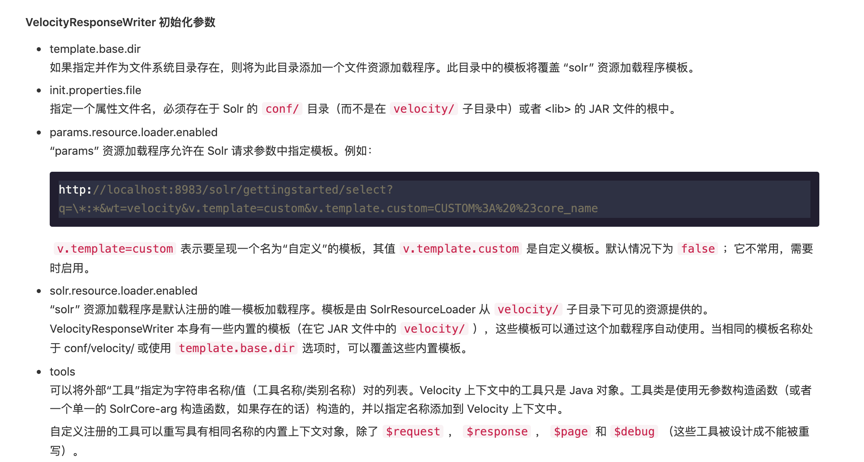 VelocityResponseWriter 初始化参数
• template.base.dir
如果指定并作为文件系统目录存在，则将为此目录添加一个文件资源加载程序。此目录中的模板将覆盖 “solr” 资源加载程序模板。
• init.properties.file
指定一个属性文件名，必须存在于 Solr 的 conf/ 目录（而不是在 velocity/ 子目录中）或者 <lib> 的 JAR 文件的根中。
• params.resource.loader.enabled
“params” 资源加载程序允许在 Solr 请求参数中指定模板。例如：
http://localhost:8983/solr/gettingstarted/select?
q=\*:*&wt=velocity&v.template=custom&v.template.custom=CUSTOM%3A%20%23core_name
v.template=custom 表示要呈现一个名为“自定义”的模板，其值 v.template.custom 是自定义模板。默认情况下为 false ；它不常用，需要
时启用。
• solr.resource.loader.enabled
“solr” 资源加载程序是默认注册的唯一模板加载程序。模板是由 SolrResourceLoader 从 velocity/ 子目录下可见的资源提供的。
VelocityResponseWriter 本身有一些内置的模板（在它 JAR 文件中的 velocity/ ），这些模板可以通过这个加载程序自动使用。当相同的模板名称处
于 conf/velocity/ 或使用 template.base.dir 选项时，可以覆盖这些内置模板。
• tools
可以将外部“工具”指定为字符串名称/值（工具名称/类别名称）对的列表。Velocity 上下文中的工具只是 Java 对象。工具类是使用无参数构造函数（或者
一个单一的 SolrCore-arg 构造函数，如果存在的话）构造的，并以指定名称添加到 Velocity 上下文中。
自定义注册的工具可以重写具有相同名称的内置上下文对象，除了 $request ， $response ， $page 和 $debug （这些工具被设计成不能被重
写）。